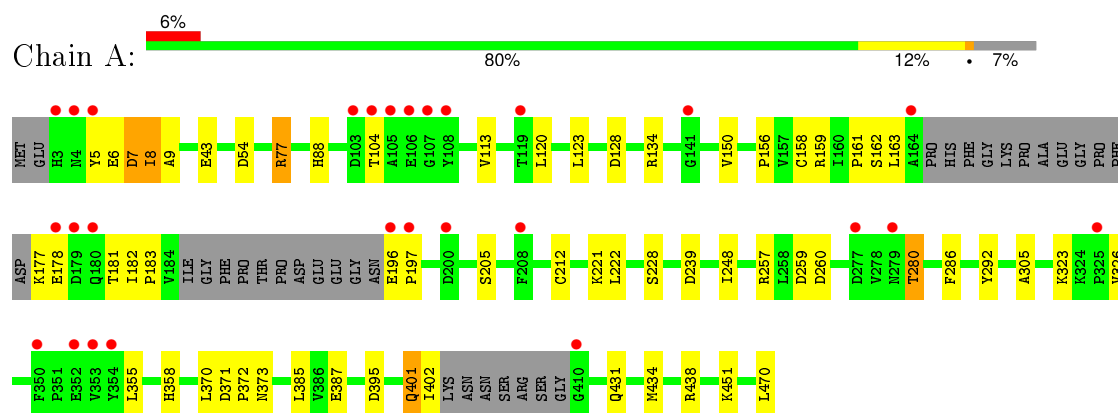 6%
Chain A:
80% 12% • 7%
MET GLU H3 N4 Y5 E6 D7 I8 A9 E43 D54 R77 H88 D103 T104 A105 E106 G107 Y108 V113 T119 L120 L123 D128 R134 G141 V150 P156 V157 C158 R159 I160 P161 S162 L163 A164 PRO HIS PHE GLY LYS PRO ALA GLU GLY PRO PHE
ASP K177 E178 D179 Q180 T181 I182 P183 V184 ILE GLY PHE PRO THR PRO ASP GLU GLU GLY ASN E196 P197 D200 S205 F208 C212 K221 L222 S228 D239 I248 R257 L258 D259 D260 D277 V278 N279 T280 F286 Y292 A305 K323 K324 P325 V326
F350 P351 E352 V353 Y354 L355 H358 L370 D371 P372 N373 L385 V386 E387 D395 Q401 I402 LYS ASN ASN SER ARG SER GLY G410 Q431 M434 R438 K451 L470